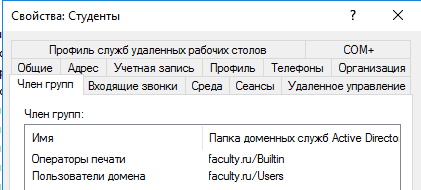 Свойства: Студенты ? ×
Профиль служб удаленных рабочих столов COM+
Общие Адрес Учетная запись Профиль Телефоны Организация
Член групп Входящие звонки Среда Сеансы Удаленное управление
Член групп:
Имя Папка доменных служб Active Director
Операторы печати faculty.ru/Builtin
Пользователи домена faculty.ru/Users